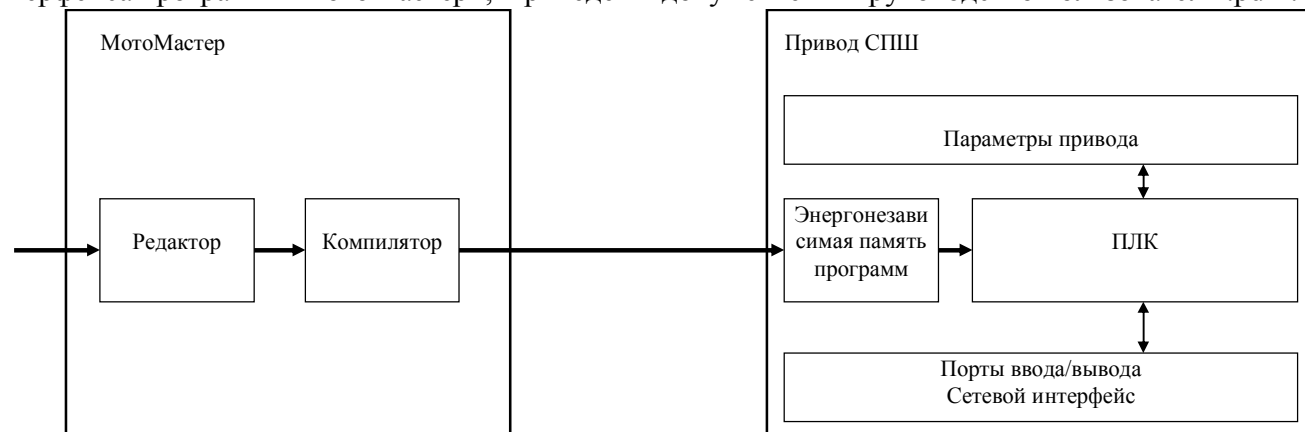 МотоМастер
Привод СПШ
Параметры привода
Редактор
Компилятор
Энергонезави
симая память
программ
ПЛК
Порты ввода/вывода
Сетевой интерфейс